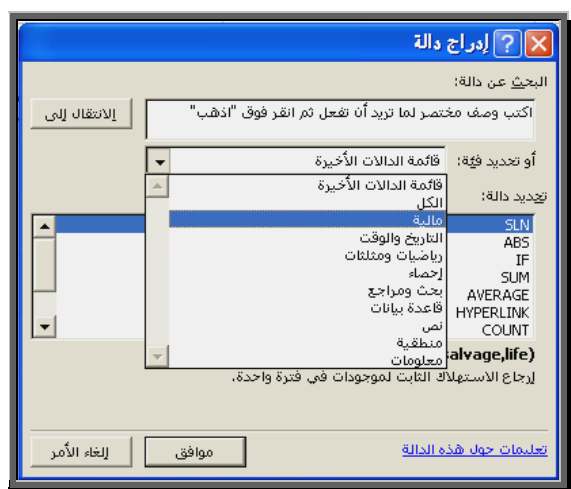 إدراج دالة
البحث عن دالة:
اكتب وصف مختصر لما تريد أن تفعل ثم انقر فوق "اذهب"
الانتقال إلى
أو تحديد فئة:
قائمة الدالات الأخيرة
قائمة الدالات الأخيرة
الكل
مالية
التاريخ والوقت
رياضيات ومثلثات
إحصاء
بحث ومراجع
قاعدة بيانات
نص
منطقية
معلومات
تحديد دالة:
SLN
ABS
IF
SUM
AVERAGE
HYPERLINK
COUNT
salvage,life)
إرجاع الاستهلاك الثابت لموجودات في فترة واحدة.
تعليمات حول هذه الدالة
موافق
إلغاء الأمر